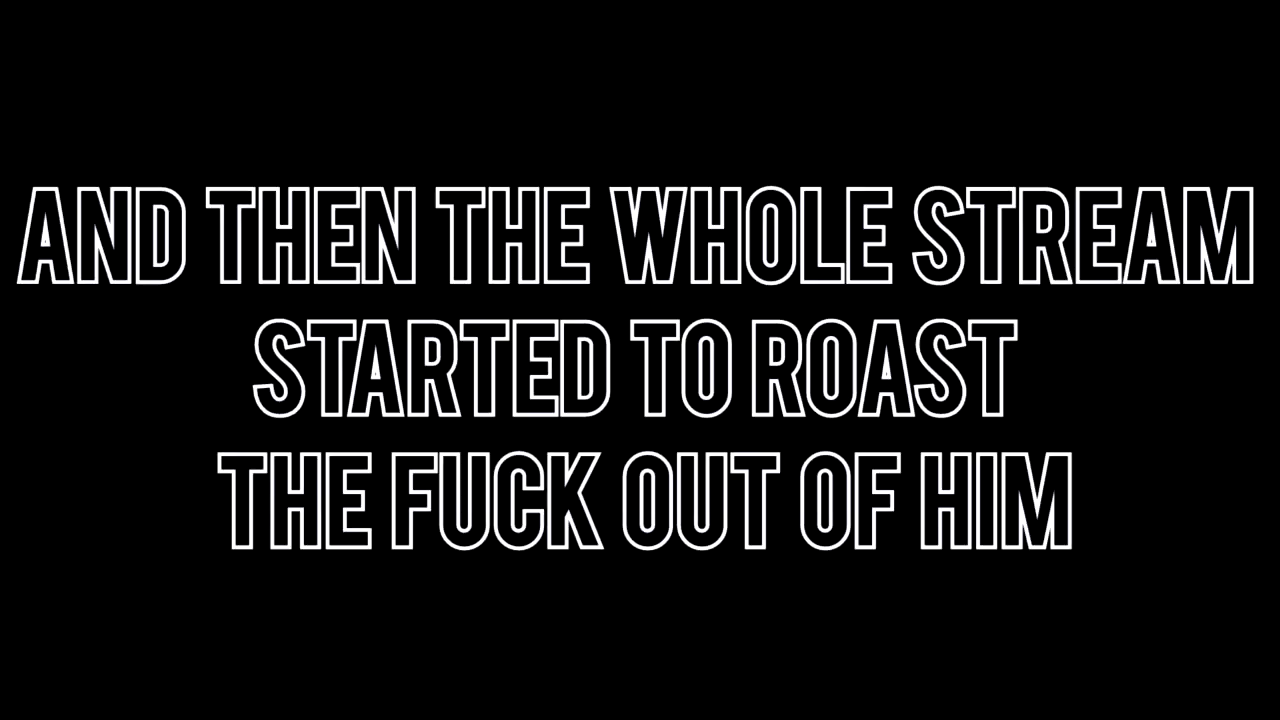 AND THEN THE WHOLE STREAM
STARTED TO ROAST
THE FUCK OUT OF HIM